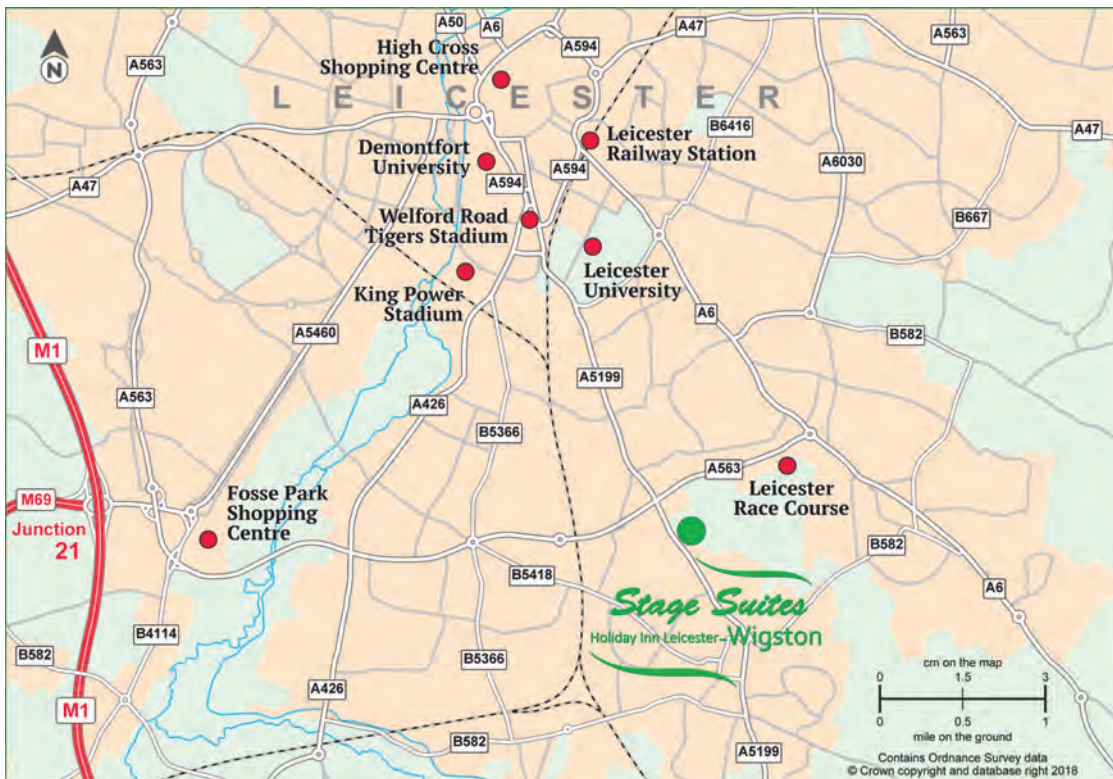 A50
A6
A47
A563
N
A563
High Cross
Shopping Centre
A594
LEICESTER
B6416
A47
Demontfort
University
Leicester
Railway Station
A6030
A594
A594
A47
Welford Road
Tigers Stadium
B667
King Power
Stadium
Leicester
University
A6
A5460
B582
M1
A5199
A563
A426
B5366
A563
Leicester
Race Course
M69
Junction
21
Fosse Park
Shopping
Centre
B582
B5418
A6
Stage Suites
Holiday Inn Leicester - Wigston
B4114
B582
B5366
A426
cm on the map
0 1.5 3
0 0.5 1
mile on the ground
M1
B582
A5199
Contains Ordnance Survey data
© Crown copyright and database right 2018